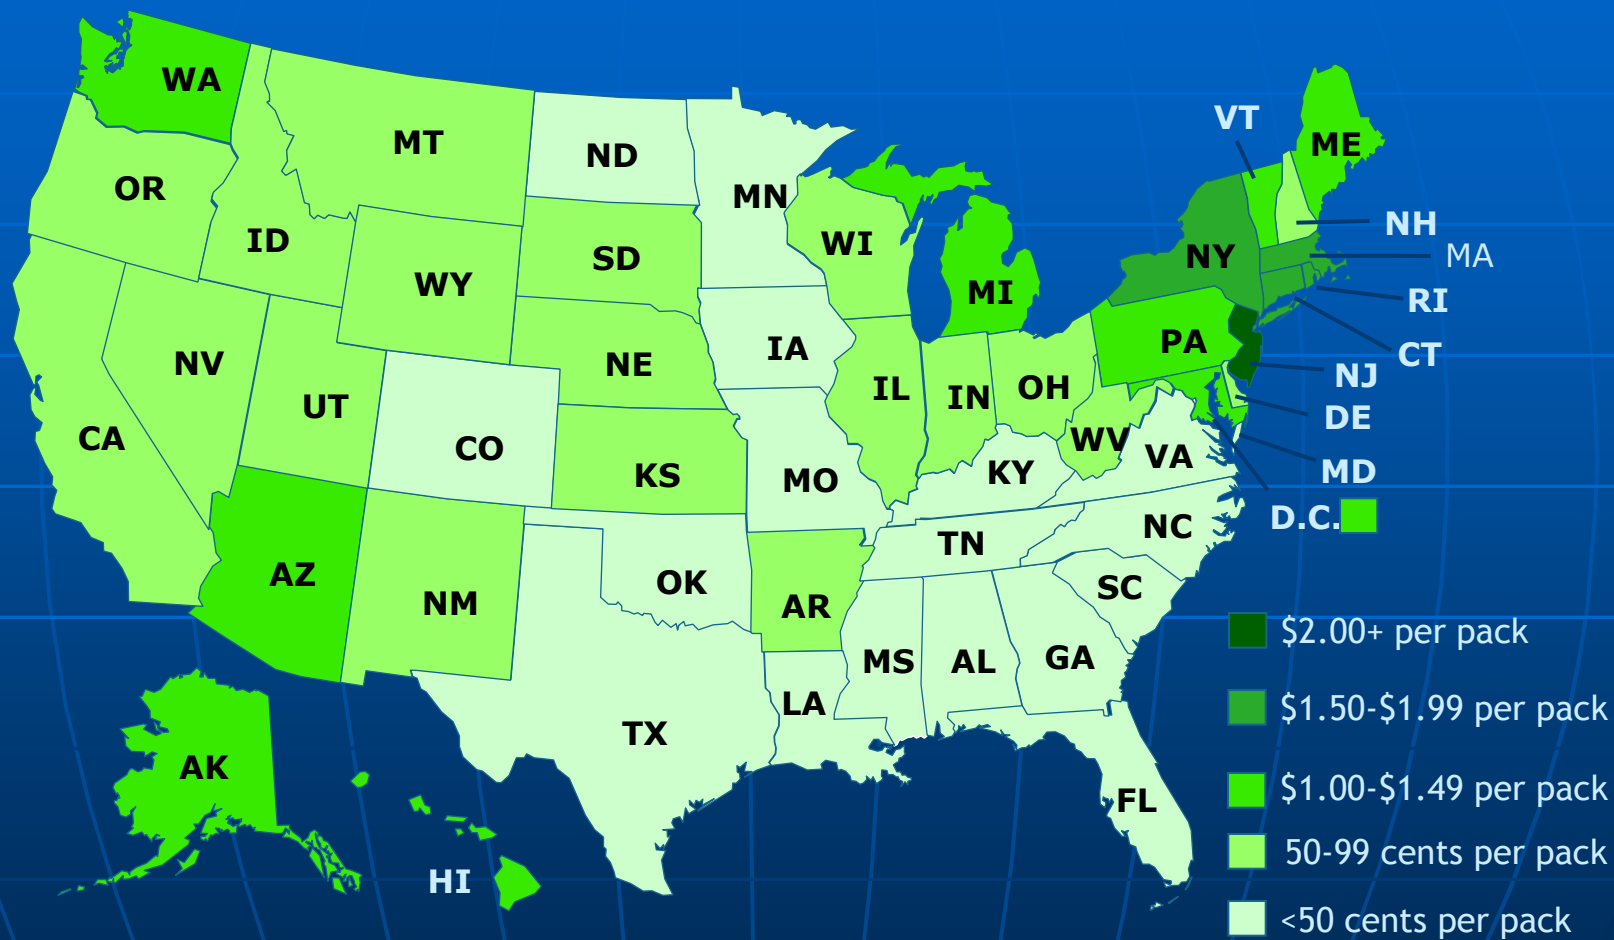 WA
VT
MT
ND
ME
OR
MN
NH
ID
WI
NY
MA
SD
WY
MI
RI
NV
NE
IA
PA
CT
UT
IL
IN
OH
NJ
CA
CO
WV
DE
KS
MO
KY
VA
MD
AZ
NM
OK
TN
NC
D.C.
AR
SC
TX
LA
MS
AL
GA
$2.00+ per pack
$1.50-$1.99 per pack
AK
FL
$1.00-$1.49 per pack
HI
50-99 cents per pack
<50 cents per pack